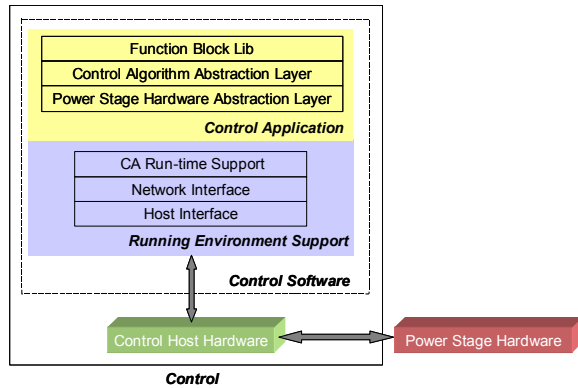 Function Block Lib
Control Algorithm Abstraction Layer
Power Stage Hardware Abstraction Layer
Control Application
CA Run-time Support
Network Interface
Host Interface
Running Environment Support
Control Software
Control Host Hardware
Power Stage Hardware
Control